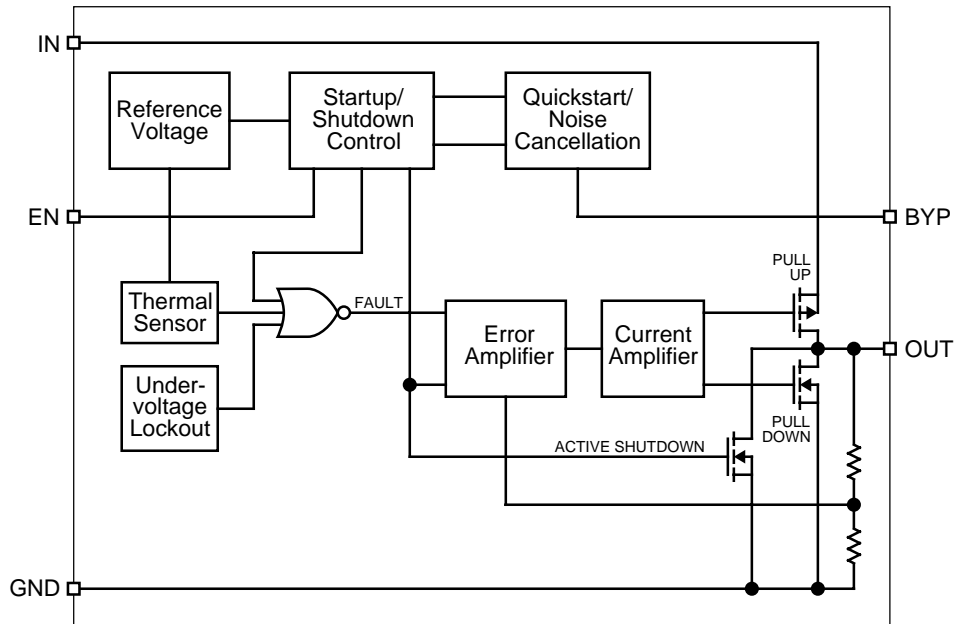 IN
Reference
Voltage
Startup/
Shutdown
Control
Quickstart/
Noise
Cancellation
EN
BYP
PULL
UP
Thermal
Sensor
FAULT
Error
Amplifier
Current
Amplifier
OUT
Under-
voltage
Lockout
PULL
DOWN
ACTIVE SHUTDOWN
GND